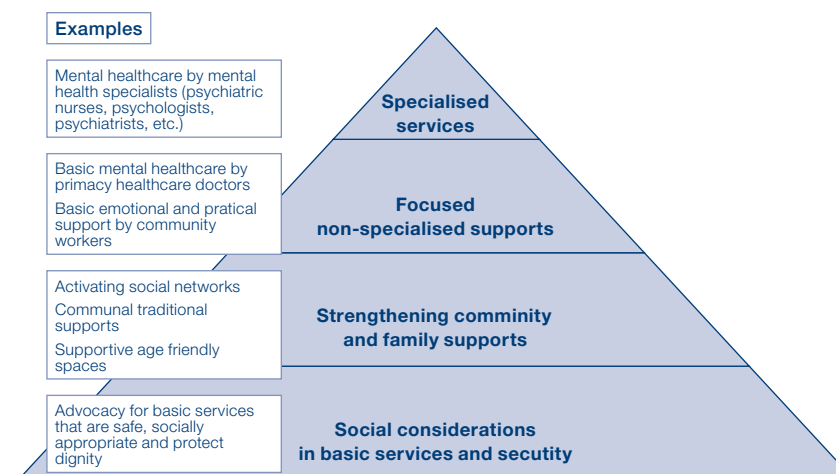 Examples
Mental healthcare by mental
health specialists (psychiatric
nurses, psychologists,
psychiatrists, etc.)
Specialised
services
Basic mental healthcare by
primacy healthcare doctors
Basic emotional and pratical
support by community
workers
Focused
non-specialised supports
Activating social networks
Communal traditional
supports
Supportive age friendly
spaces
Strengthening comminity
and family supports
Advocacy for basic services
that are safe, socially
appropriate and protect
dignity
Social considerations
in basic services and secutity